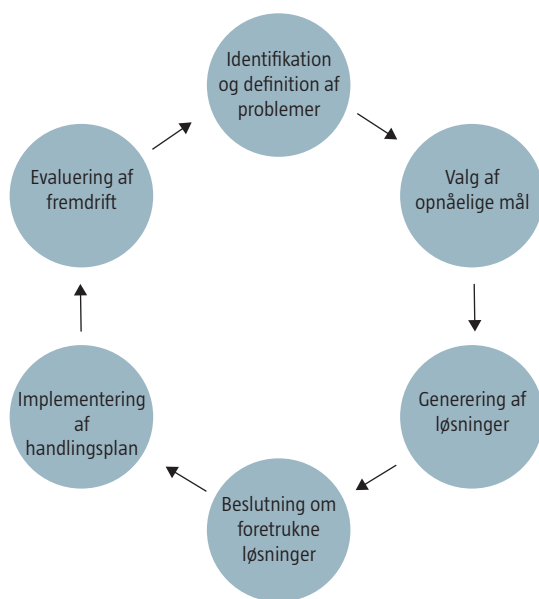 Identifikation
og definition af
problemer
Valg af
opnåelige mål
Generering af
løsninger
Beslutning om
foretrukne
løsninger
Implementering
af
handlingsplan
Evaluering af
fremdrift